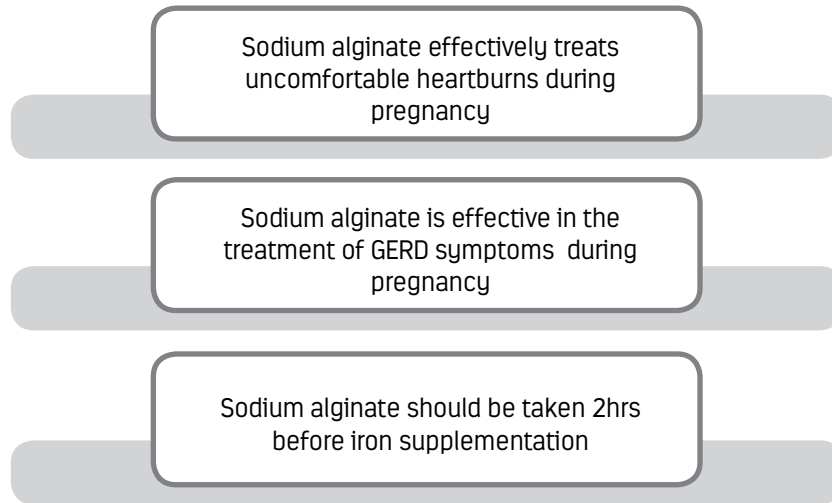 Sodium alginate effectively treats
uncomfortable heartburns during
pregnancy
Sodium alginate is effective in the
treatment of GERD symptoms during
pregnancy
Sodium alginate should be taken 2hrs
before iron supplementation